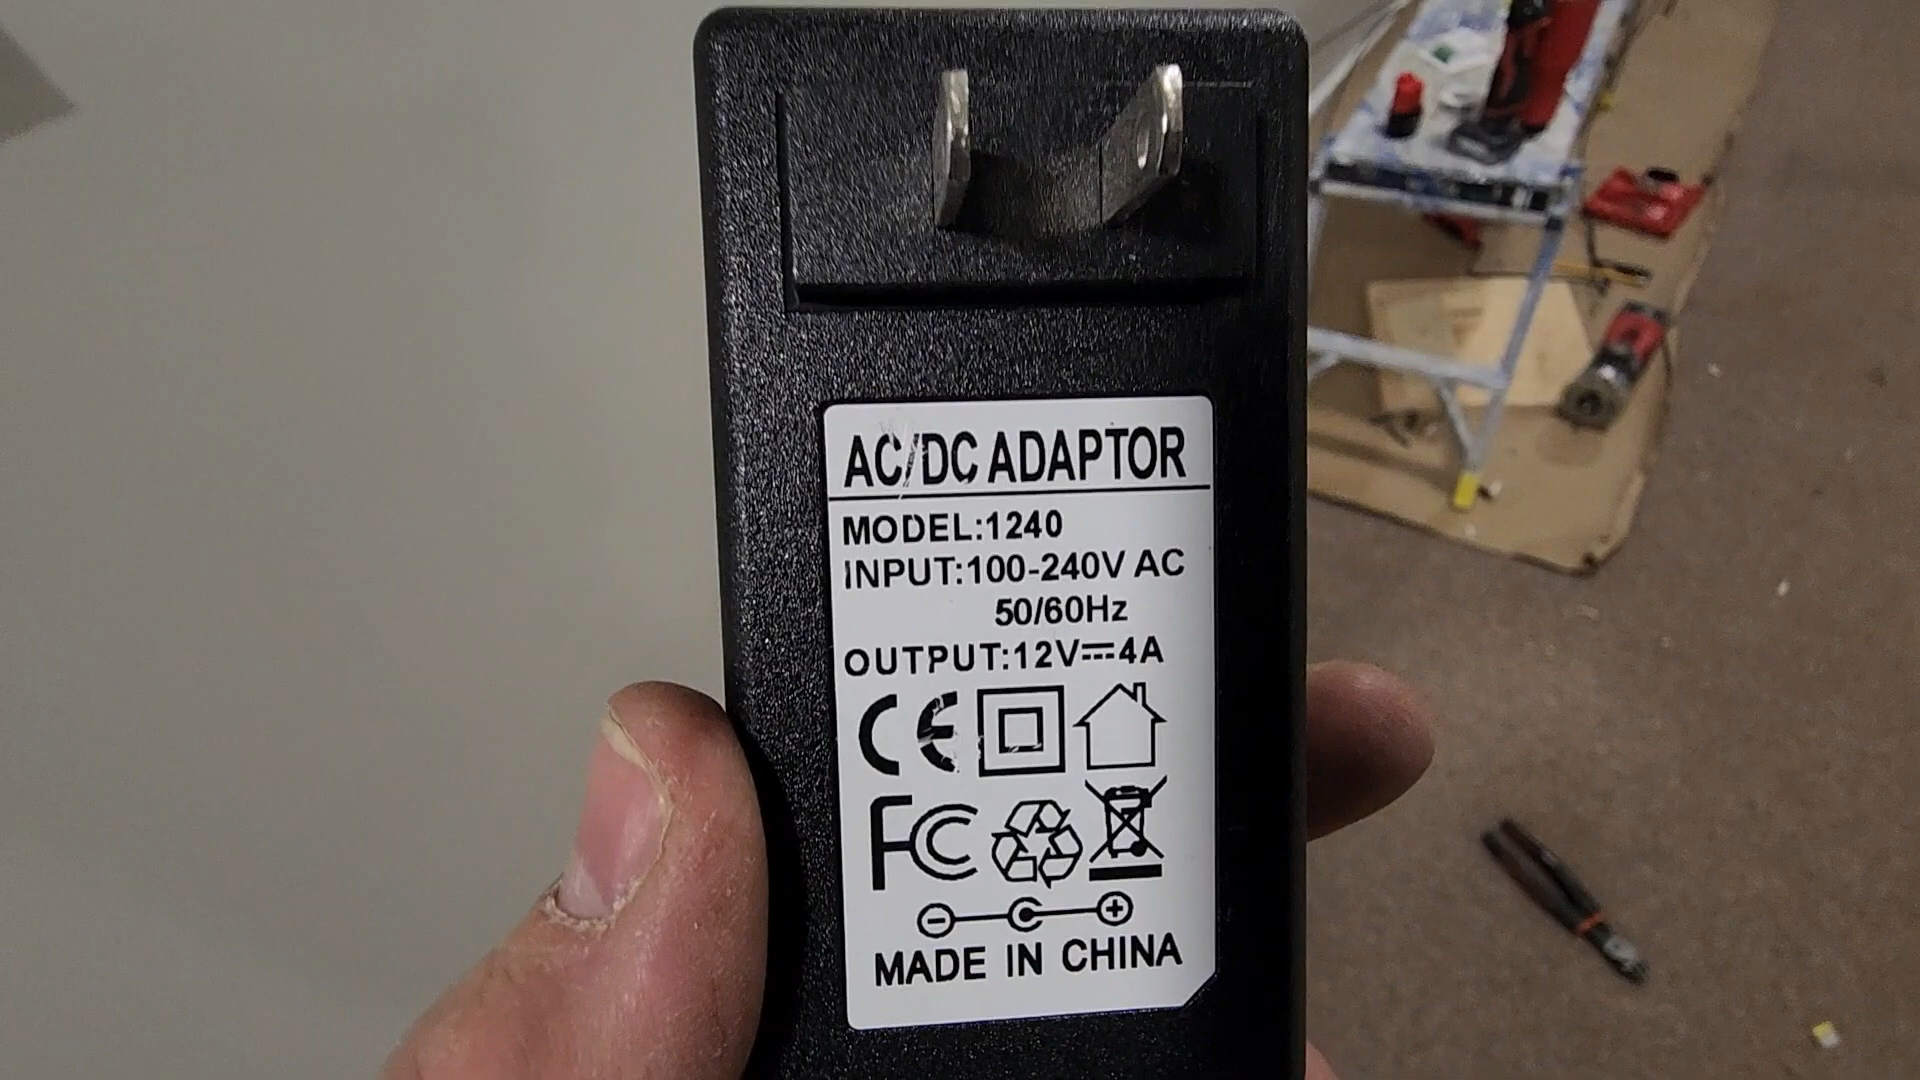 AC/DC ADAPTOR
MODEL:1240
INPUT:100-240V AC
50/60Hz
OUTPUT:12V⎓4A
CE
FC
MADE IN CHINA